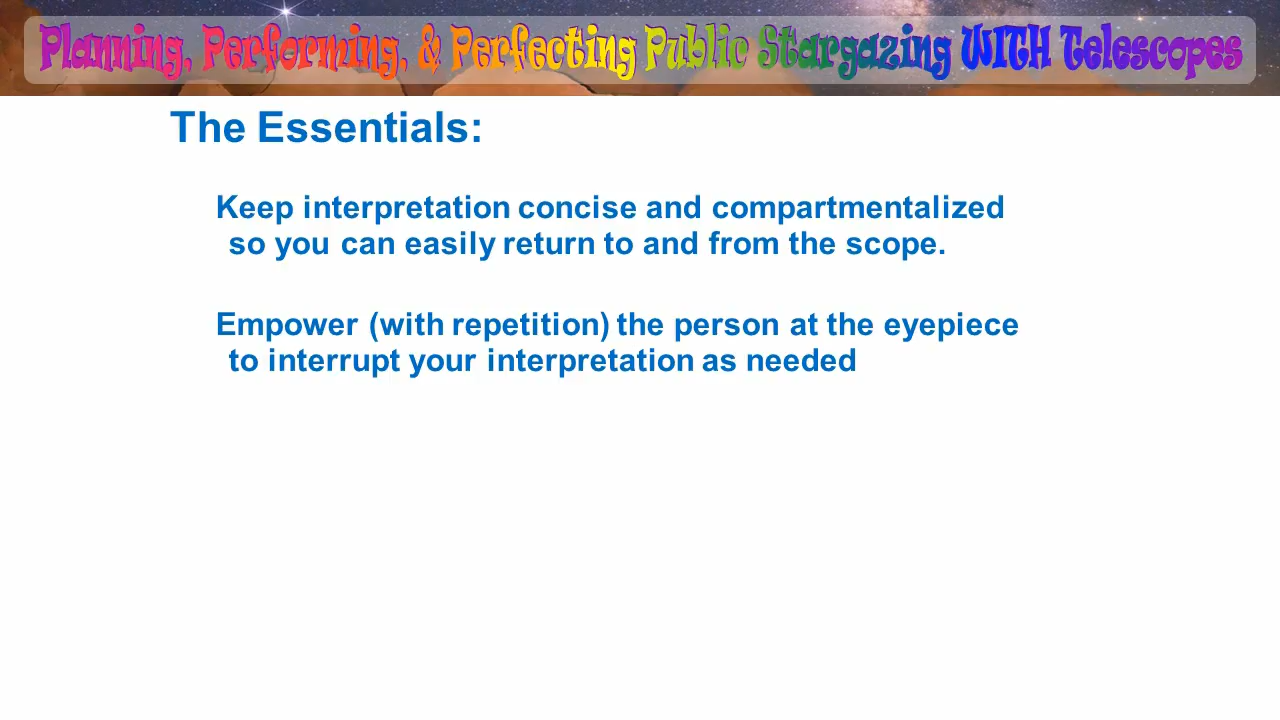 Planning, Performing, & Perfecting Public Stargazing WITH Telescopes
The Essentials:
Keep interpretation concise and compartmentalized
so you can easily return to and from the scope.
Empower (with repetition) the person at the eyepiece
to interrupt your interpretation as needed